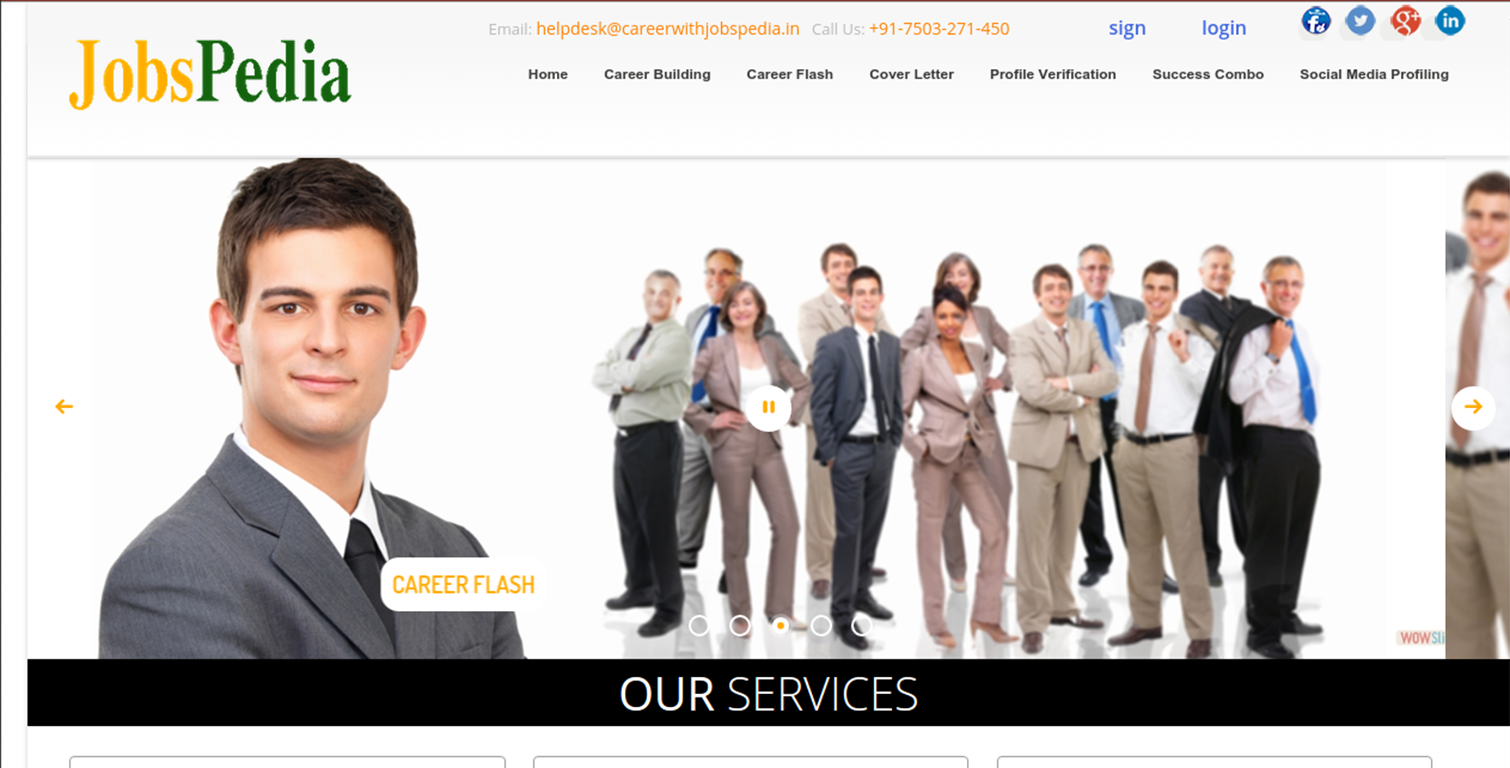 Email: helpdesk@careerwithjobspedia.in Call Us: +91-7503-271-450 sign login
JobsPedia
Home Career Building Career Flash Cover Letter Profile Verification Success Combo Social Media Profiling
CAREER FLASH
WOWSli
OUR SERVICES